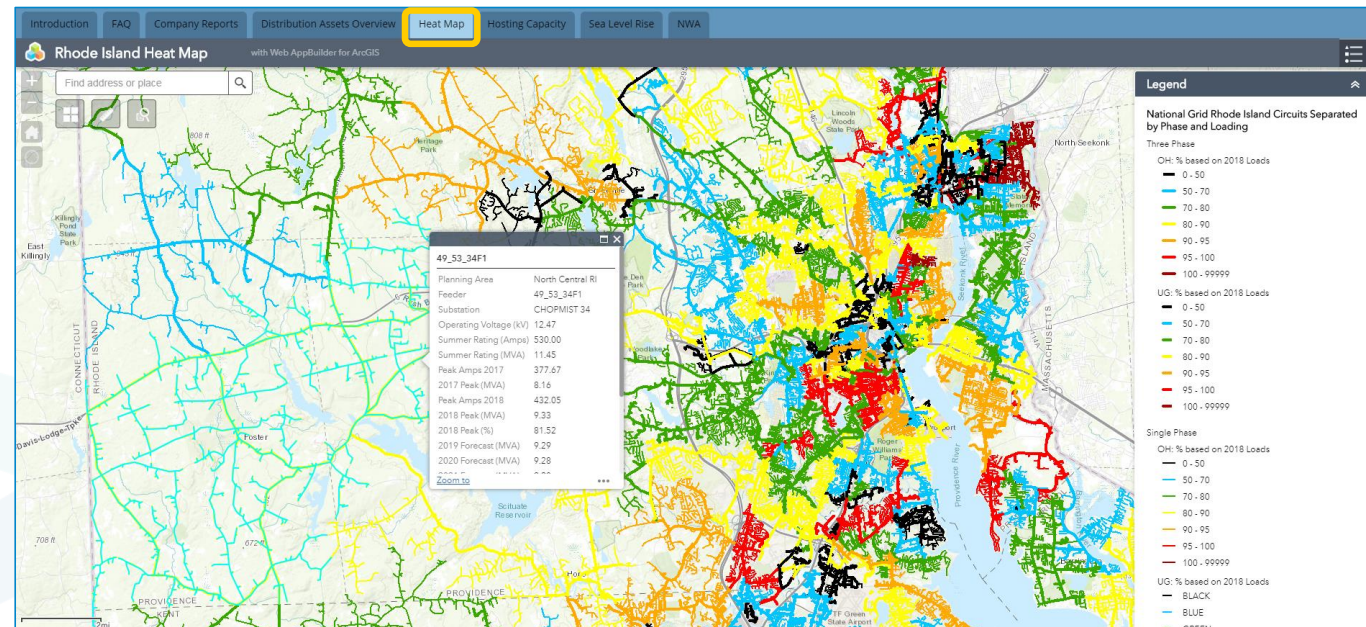 Introduction FAQ Company Reports Distribution Assets Overview Heat Map Hosting Capacity Sea Level Rise NWA
Rhode Island Heat Map with Web AppBuilder for ArcGIS
Find address or place
808 ft
Heritage
Park
Lincoln
Woods
State Park
295
North Seekonk
Killingly
Pond
State
Park
East
Killingly
CONNECTICUT
RHODE ISLAND
Davis-Lodge-Tpke
Foster
Scituate
Reservoir
708 ft
672 ft
PROVIDENCE
KENT
2mi
PROVIDENCE
Seekonk River
MASSACHUSETTS
Roger
Williams
Park
Providence River
TF Green
State Airport
49_53_34F1
Planning Area North Central RI
Feeder 49_53_34F1
Substation CHOPMIST 34
Operating Voltage (kV) 12.47
Summer Rating (Amps) 530.00
Summer Rating (MVA) 11.45
Peak Amps 2017 377.67
2017 Peak (MVA) 8.16
Peak Amps 2018 432.05
2018 Peak (MVA) 9.33
2018 Peak (%) 81.52
2019 Forecast (MVA) 9.29
2020 Forecast (MVA) 9.28
Zoom to
Legend
National Grid Rhode Island Circuits Separated
by Phase and Loading
Three Phase
OH: % based on 2018 Loads
0 - 50
50 - 70
70 - 80
80 - 90
90 - 95
95 - 100
100 - 99999
UG: % based on 2018 Loads
0 - 50
50 - 70
70 - 80
80 - 90
90 - 95
95 - 100
100 - 99999
Single Phase
OH: % based on 2018 Loads
0 - 50
50 - 70
70 - 80
80 - 90
90 - 95
95 - 100
100 - 99999
UG: % based on 2018 Loads
BLACK
BLUE